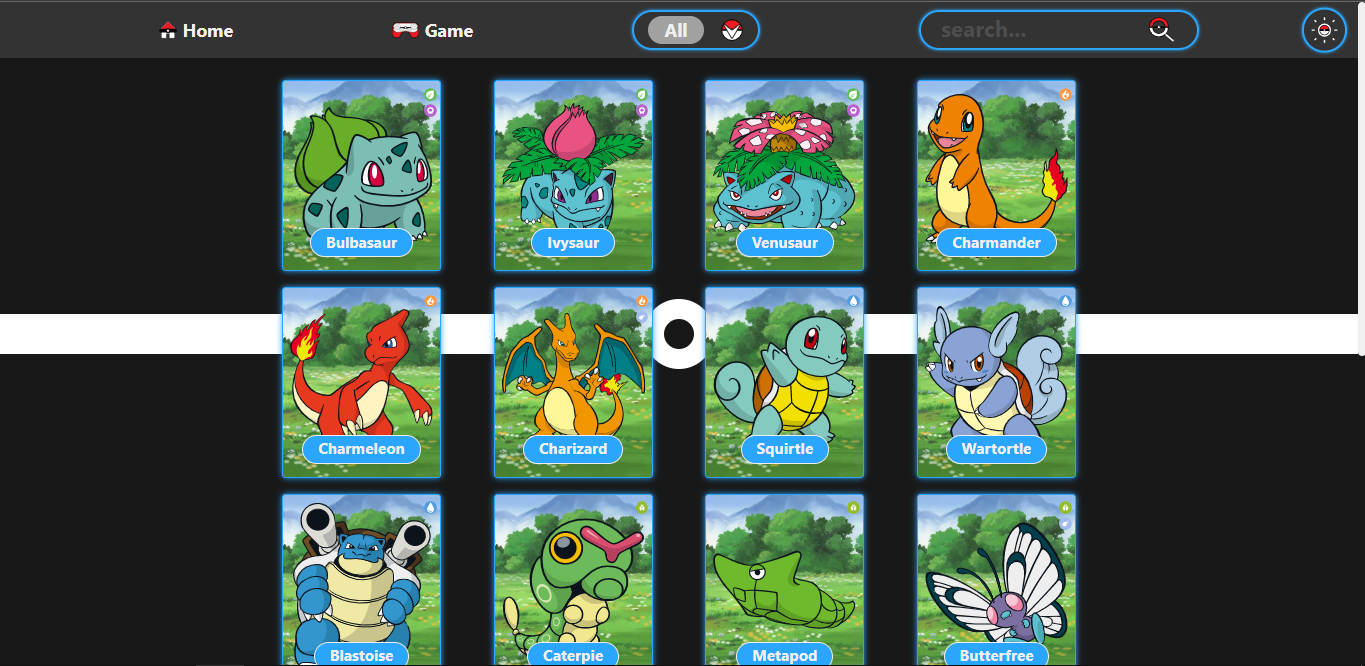 Home
Game
All
search...
Bulbasaur
Ivysaur
Venusaur
Charmander
Charmeleon
Charizard
Squirtle
Wartortle
Blastoise
Caterpie
Metapod
Butterfree